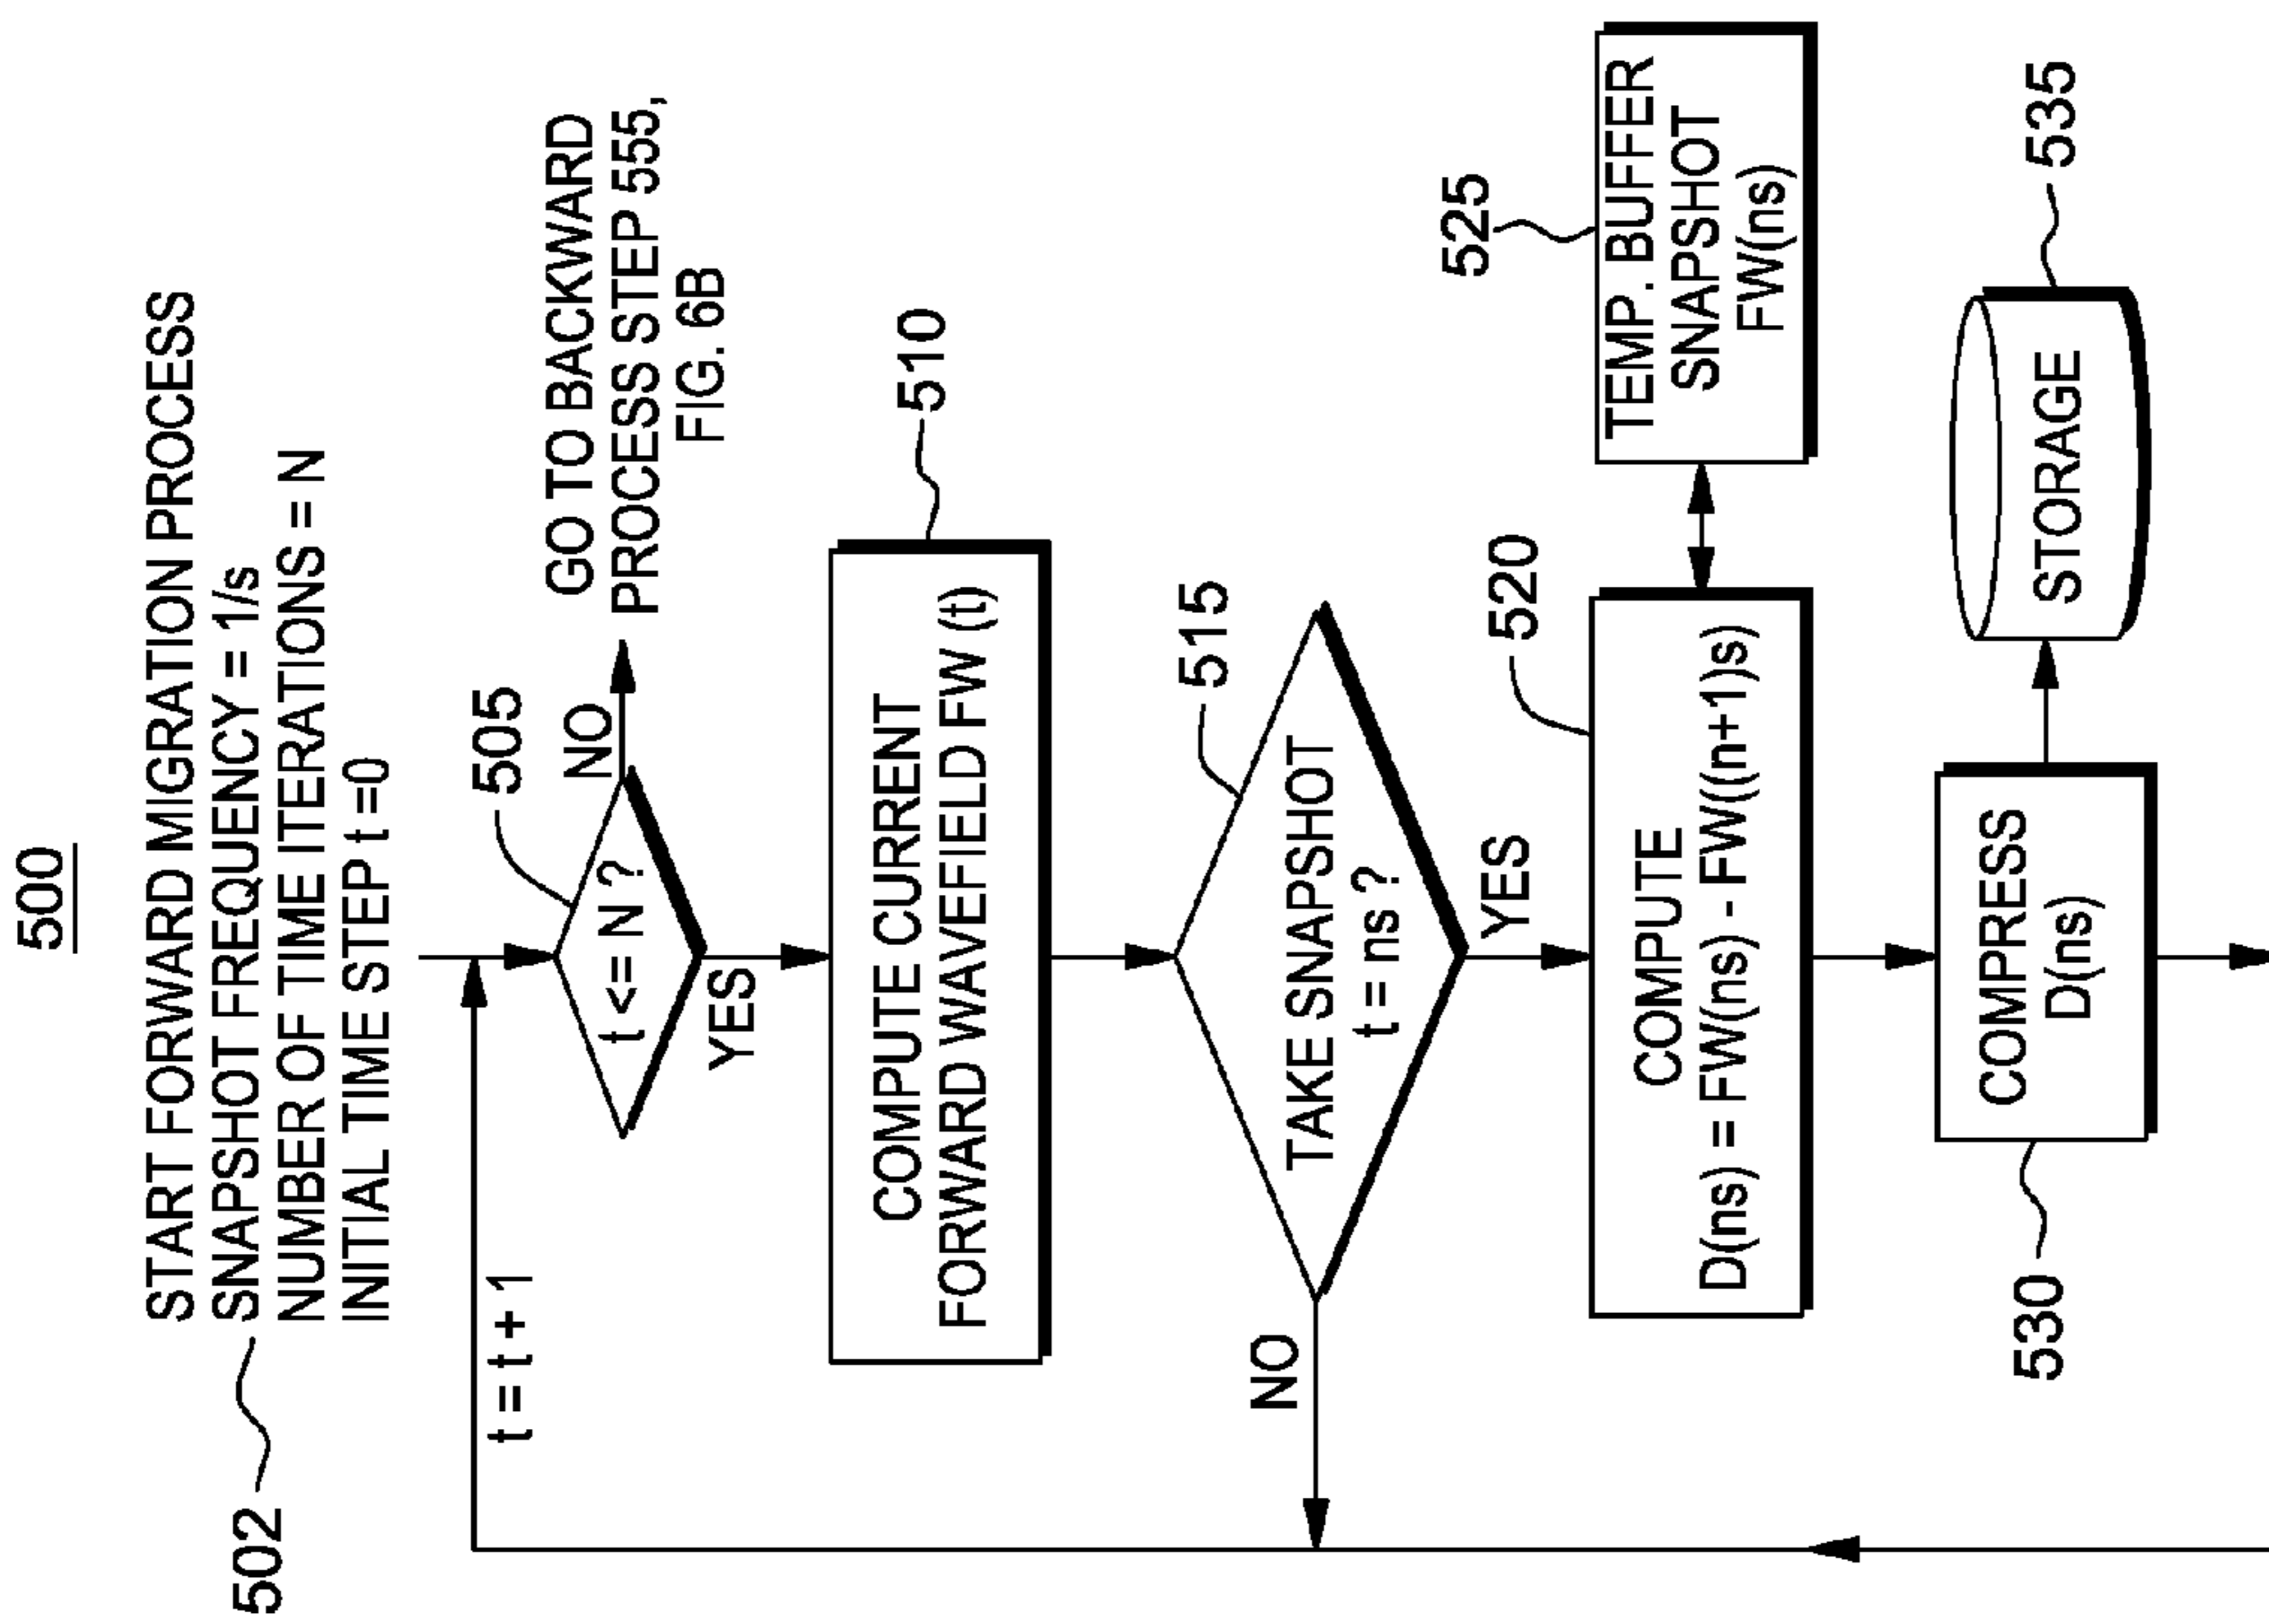 500
START FORWARD MIGRATION PROCESS
SNAPSHOT FREQUENCY = 1/s
NUMBER OF TIME ITERATIONS = N
INITIAL TIME STEP t =0
502
t = t + 1
505
t <= N ?
NO
GO TO BACKWARD
PROCESS STEP 555,
FIG. 6B
YES
510
COMPUTE CURRENT
FORWARD WAVEFIELD FW (t)
515
TAKE SNAPSHOT
t = ns ?
NO
YES
520
COMPUTE
D(ns) = FW(ns) - FW((n+1)s)
525
TEMP. BUFFER
SNAPSHOT
FW(ns)
530
COMPRESS
D(ns)
STORAGE
535